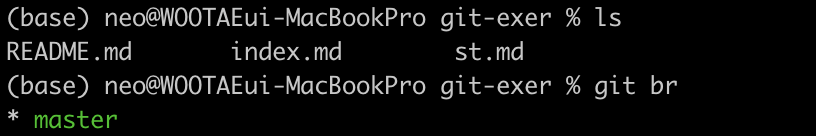 (base) neo@WOOTAEui-MacBookPro git-exer % ls
README.md       index.md        st.md
(base) neo@WOOTAEui-MacBookPro git-exer % git br
* master